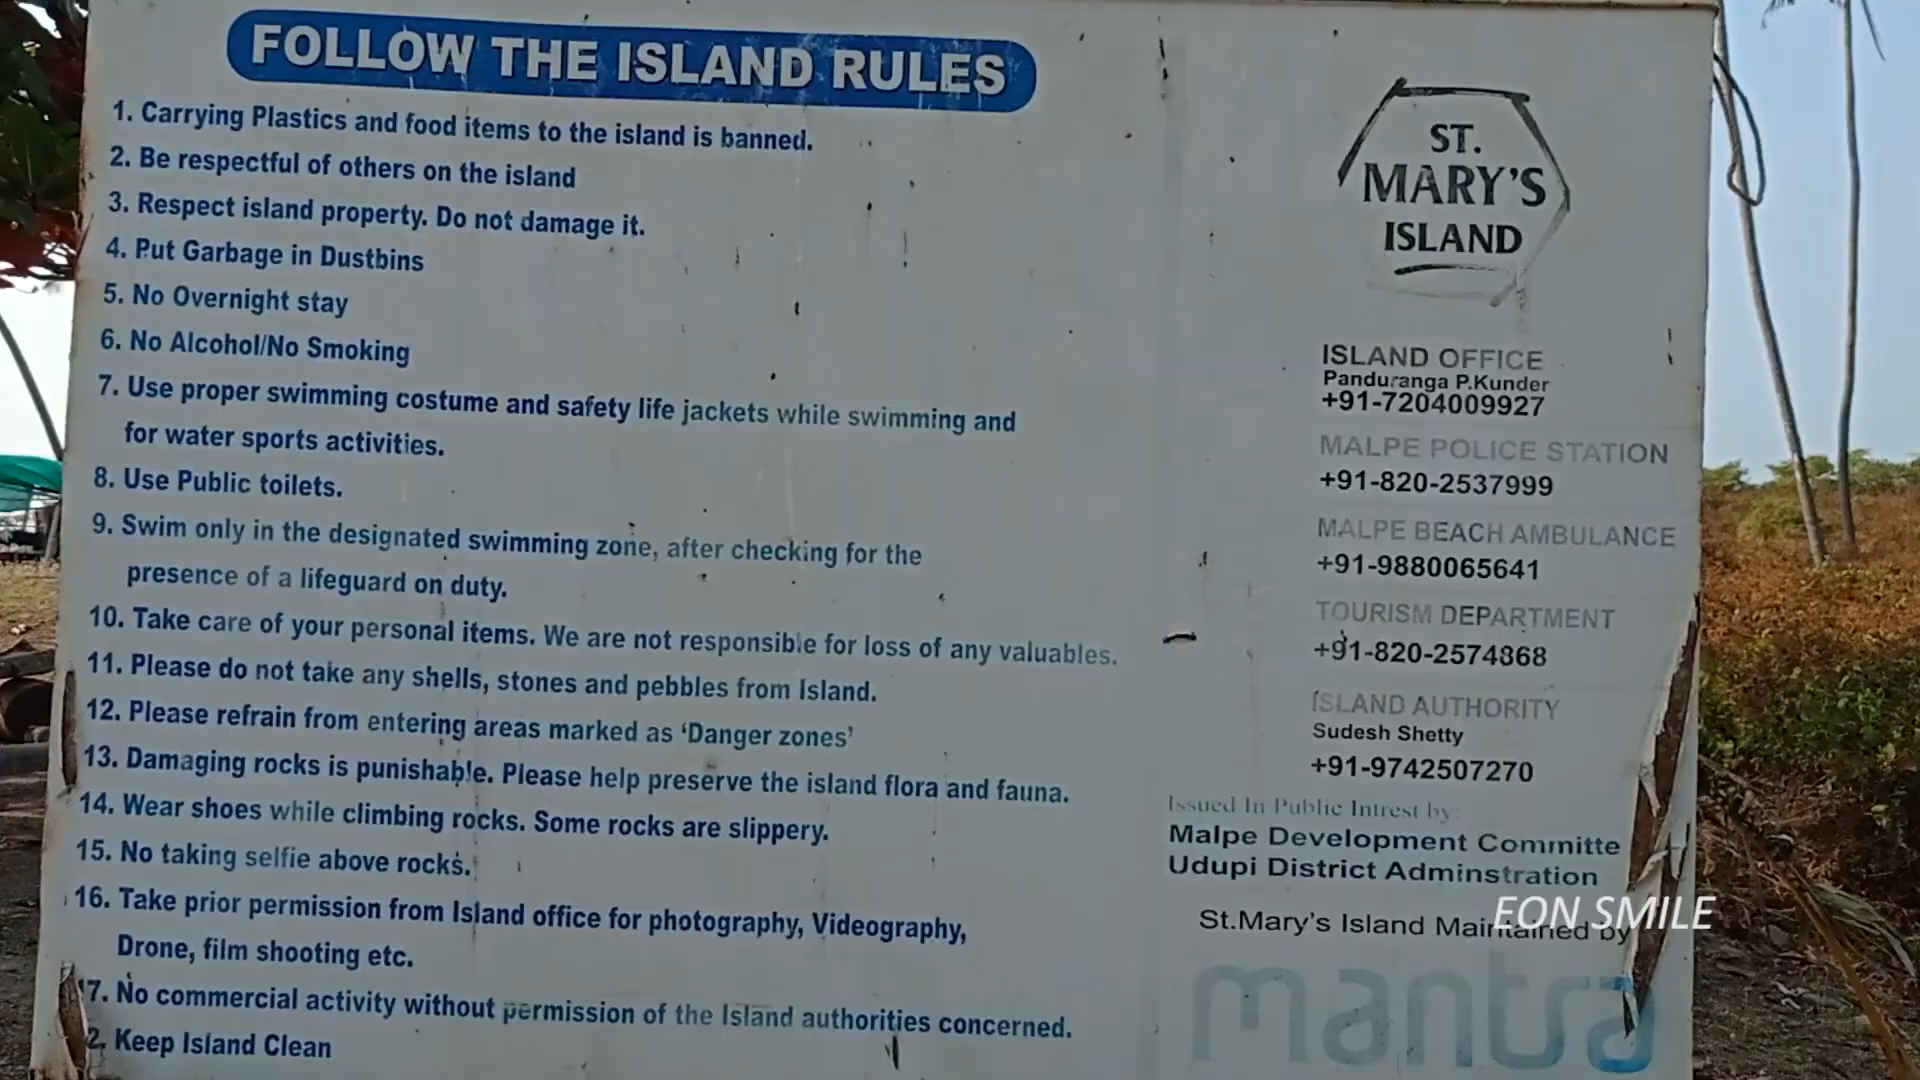 FOLLOW THE ISLAND RULES
1. Carrying Plastics and food items to the island is banned.
2. Be respectful of others on the island
3. Respect island property. Do not damage it.
4. Put Garbage in Dustbins
5. No Overnight stay
6. No Alcohol/No Smoking
7. Use proper swimming costume and safety life jackets while swimming and
for water sports activities.
8. Use Public toilets.
9. Swim only in the designated swimming zone, after checking for the
presence of a lifeguard on duty.
10. Take care of your personal items. We are not responsible for loss of any valuables.
11. Please do not take any shells, stones and pebbles from Island.
12. Please refrain from entering areas marked as ‘Danger zones’
13. Damaging rocks is punishable. Please help preserve the island flora and fauna.
14. Wear shoes while climbing rocks. Some rocks are slippery.
15. No taking selfie above rocks.
16. Take prior permission from Island office for photography, Videography,
Drone, film shooting etc.
17. No commercial activity without permission of the Island authorities concerned.
2. Keep Island Clean
ST.
MARY'S
ISLAND
ISLAND OFFICE
Panduranga P.Kunder
+91-7204009927
MALPE POLICE STATION
+91-820-2537999
MALPE BEACH AMBULANCE
+91-9880065641
TOURISM DEPARTMENT
+91-820-2574868
ISLAND AUTHORITY
Sudesh Shetty
+91-9742507270
Issued In Public Intrest by:
Malpe Development Committe
Udupi District Adminstration
St.Mary's Island Maintained by
EON SMILE
mantra